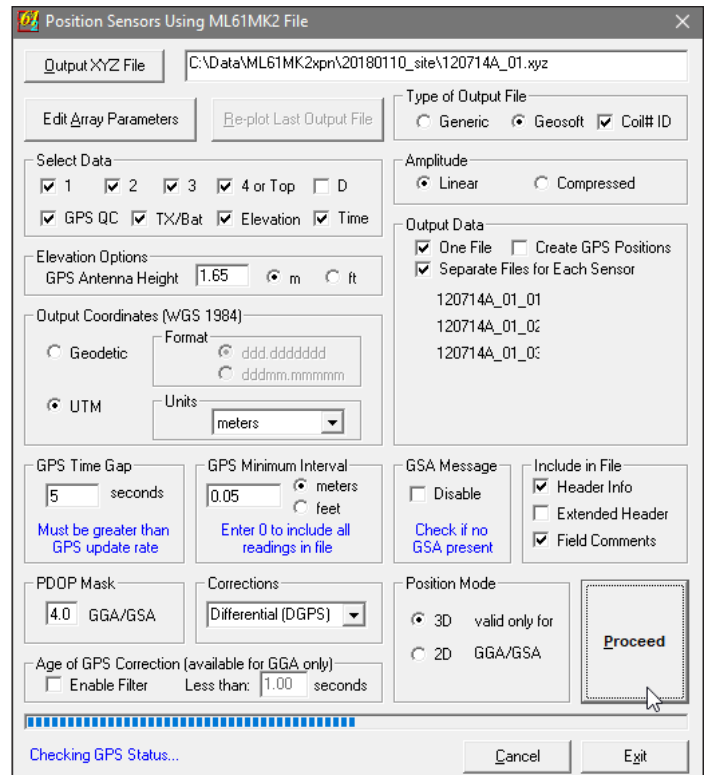 Position Sensors Using ML61MK2 File
Output XYZ File
C:\Data\ML61MK2xpn\20180110_site\120714A_01.xyz
Edit Array Parameters
Re-plot Last Output File
Type of Output File
Generic Geosoft Coil# ID
Select Data
1 2 3 4 or Top D
GPS QC TX/Bat Elevation Time
Amplitude
Linear Compressed
Elevation Options
GPS Antenna Height 1.65 m ft
Output Data
One File Create GPS Positions
Separate Files for Each Sensor
120714A_01_01
120714A_01_02
120714A_01_03
Output Coordinates (WGS 1984)
Geodetic
Format
ddd.ddddddd
dddmm.mmmmm
UTM
Units
meters
GPS Time Gap
5 seconds
Must be greater than
GPS update rate
GPS Minimum Interval
0.05 meters
feet
Enter 0 to include all
readings in file
GSA Message
Disable
Check if no
GSA present
Include in File
Header Info
Extended Header
Field Comments
PDOP Mask
4.0 GGA/GSA
Corrections
Differential (DGPS)
Position Mode
3D valid only for
2D GGA/GSA
Proceed
Age of GPS Correction (available for GGA only)
Enable Filter Less than: 1.00 seconds
Checking GPS Status...
Cancel
Exit